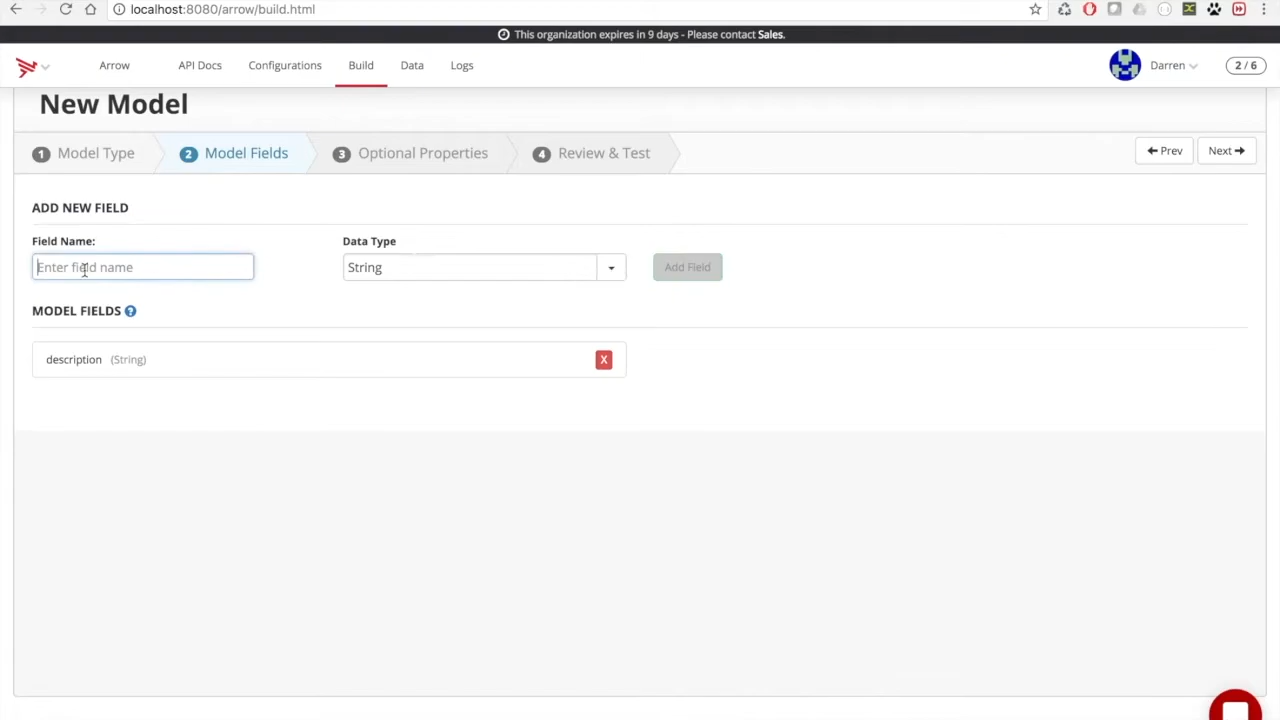 localhost:8080/arrow/build.html
This organization expires in 9 days - Please contact Sales.
Arrow
API Docs
Configurations
Build
Data
Logs
Darren
2 / 6
New Model
1 Model Type
2 Model Fields
3 Optional Properties
4 Review & Test
Prev
Next
ADD NEW FIELD
Field Name:
Data Type
Enter field name
String
Add Field
MODEL FIELDS ?
description (String)
X